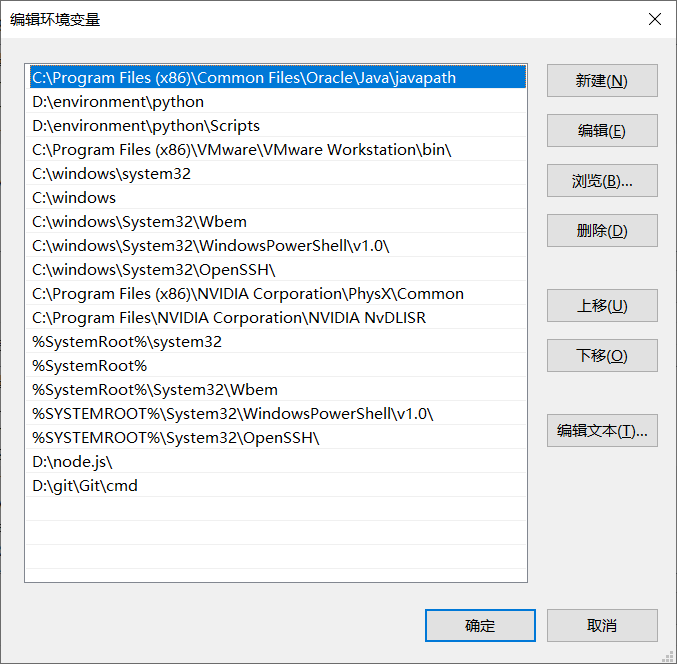 编辑环境变量
C:\Program Files (x86)\Common Files\Oracle\Java\javapath
D:\environment\python
D:\environment\python\Scripts
C:\Program Files (x86)\VMware\VMware Workstation\bin\
C:\windows\system32
C:\windows
C:\windows\System32\Wbem
C:\windows\System32\WindowsPowerShell\v1.0\
C:\windows\System32\OpenSSH\
C:\Program Files (x86)\NVIDIA Corporation\PhysX\Common
C:\Program Files\NVIDIA Corporation\NVIDIA NvDLISR
%SystemRoot%\system32
%SystemRoot%
%SystemRoot%\System32\Wbem
%SYSTEMROOT%\System32\WindowsPowerShell\v1.0\
%SYSTEMROOT%\System32\OpenSSH\
D:\node.js\
D:\git\Git\cmd
新建(N)
编辑(E)
浏览(B)...
删除(D)
上移(U)
下移(O)
编辑文本(T)...
确定
取消